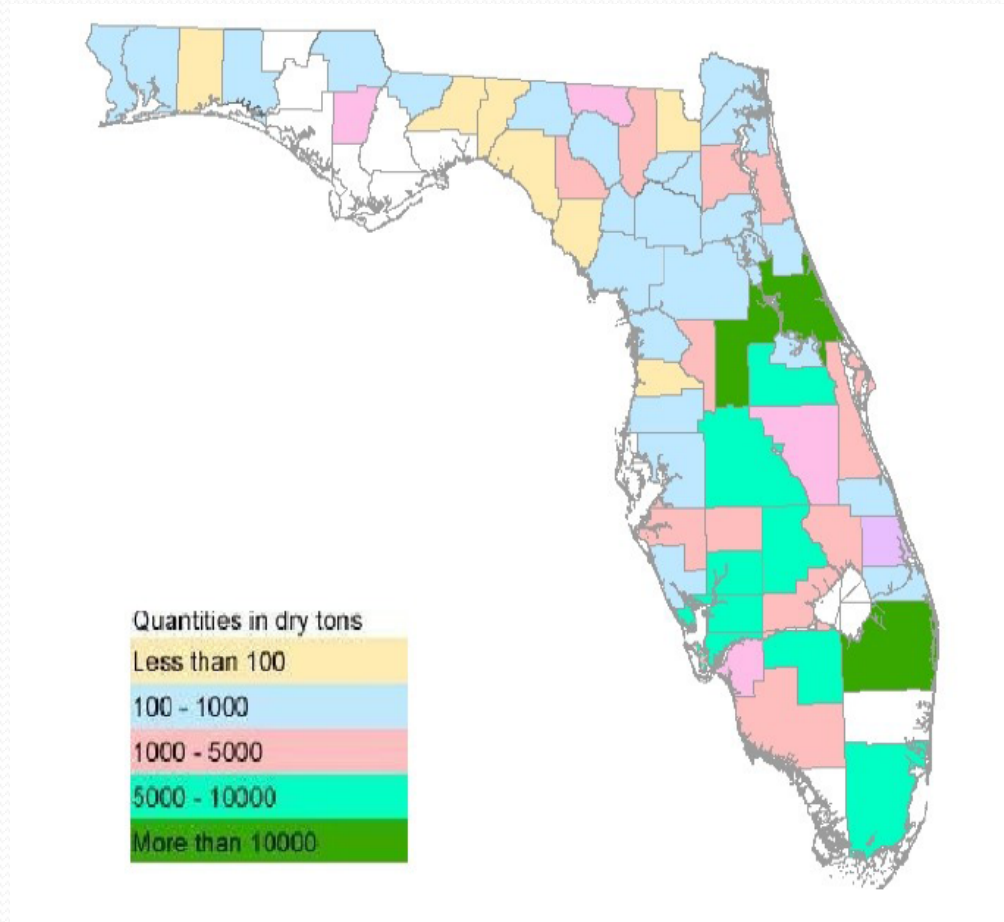 Quantities in dry tons
Less than 100
100 - 1000
1000 - 5000
5000 - 10000
More than 10000